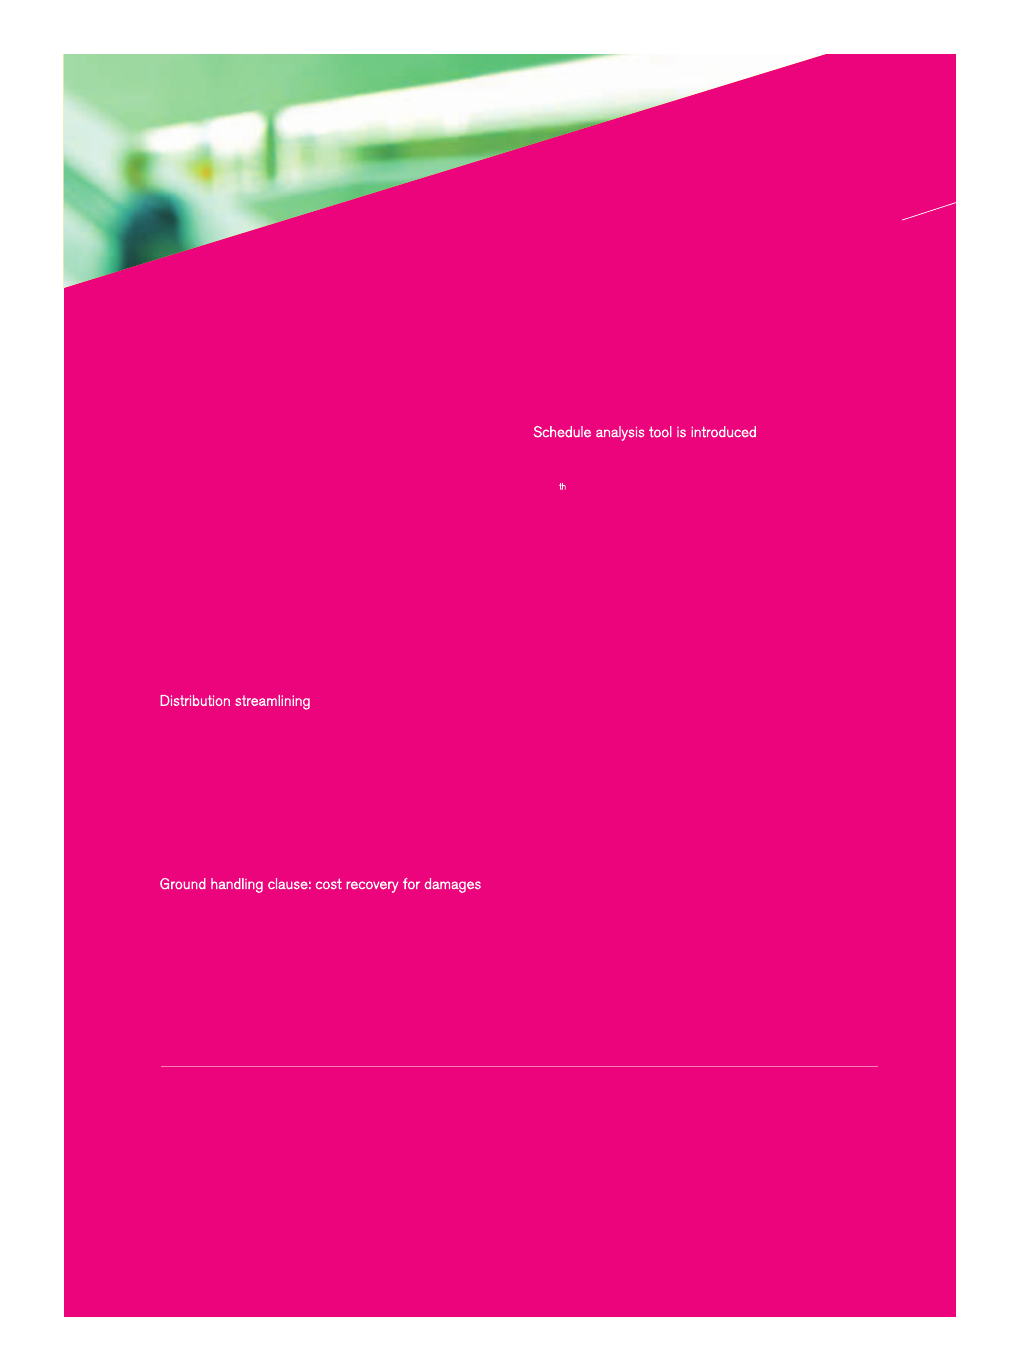 Distribution streamlining
Ground handling clause: cost recovery for damages
Schedule analysis tool is introduced
th